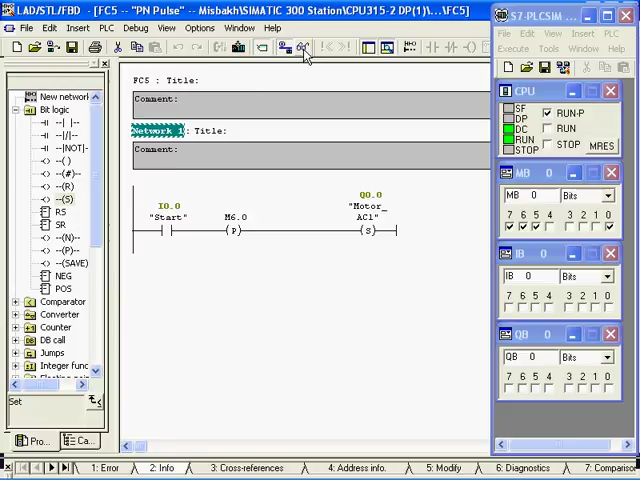 LAD/STL/FBD - [FC5 -- "PN Pulse" - Misbakh\SIMATIC 300 Station\CPU315-2 DP(1)\...\FC5]
File Edit Insert PLC Debug View Options Window Help
New network
Bit logic
--| |--
--|/|--
--|NOT|--
--( )
--(#)--
--(R)
--(S)
RS
SR
--(N)--
--(P)--
--(SAVE)
NEG
POS
Comparator
Converter
Counter
DB call
Jumps
Integer func
Set
Pro...
Ca...
FC5 : Title:
Comment:
Network 1: Title:
Comment:
I0.0
"Start"
M6.0
(P)
Q0.0
"Motor_
AC1"
(S)
1: Error 2: Info 3: Cross-references 4: Address info. 5: Modify 6: Diagnostics 7: Comparison
S7-PLCSIM
File Edit View Insert PLC
Execute Tools Window Help
CPU
SF
DP
DC
RUN
STOP
RUN-P
RUN
STOP
MRES
MB 0
MB 0 Bits
7 6 5 4 3 2 1 0
IB 0
IB 0 Bits
7 6 5 4 3 2 1 0
QB 0
QB 0 Bits
7 6 5 4 3 2 1 0